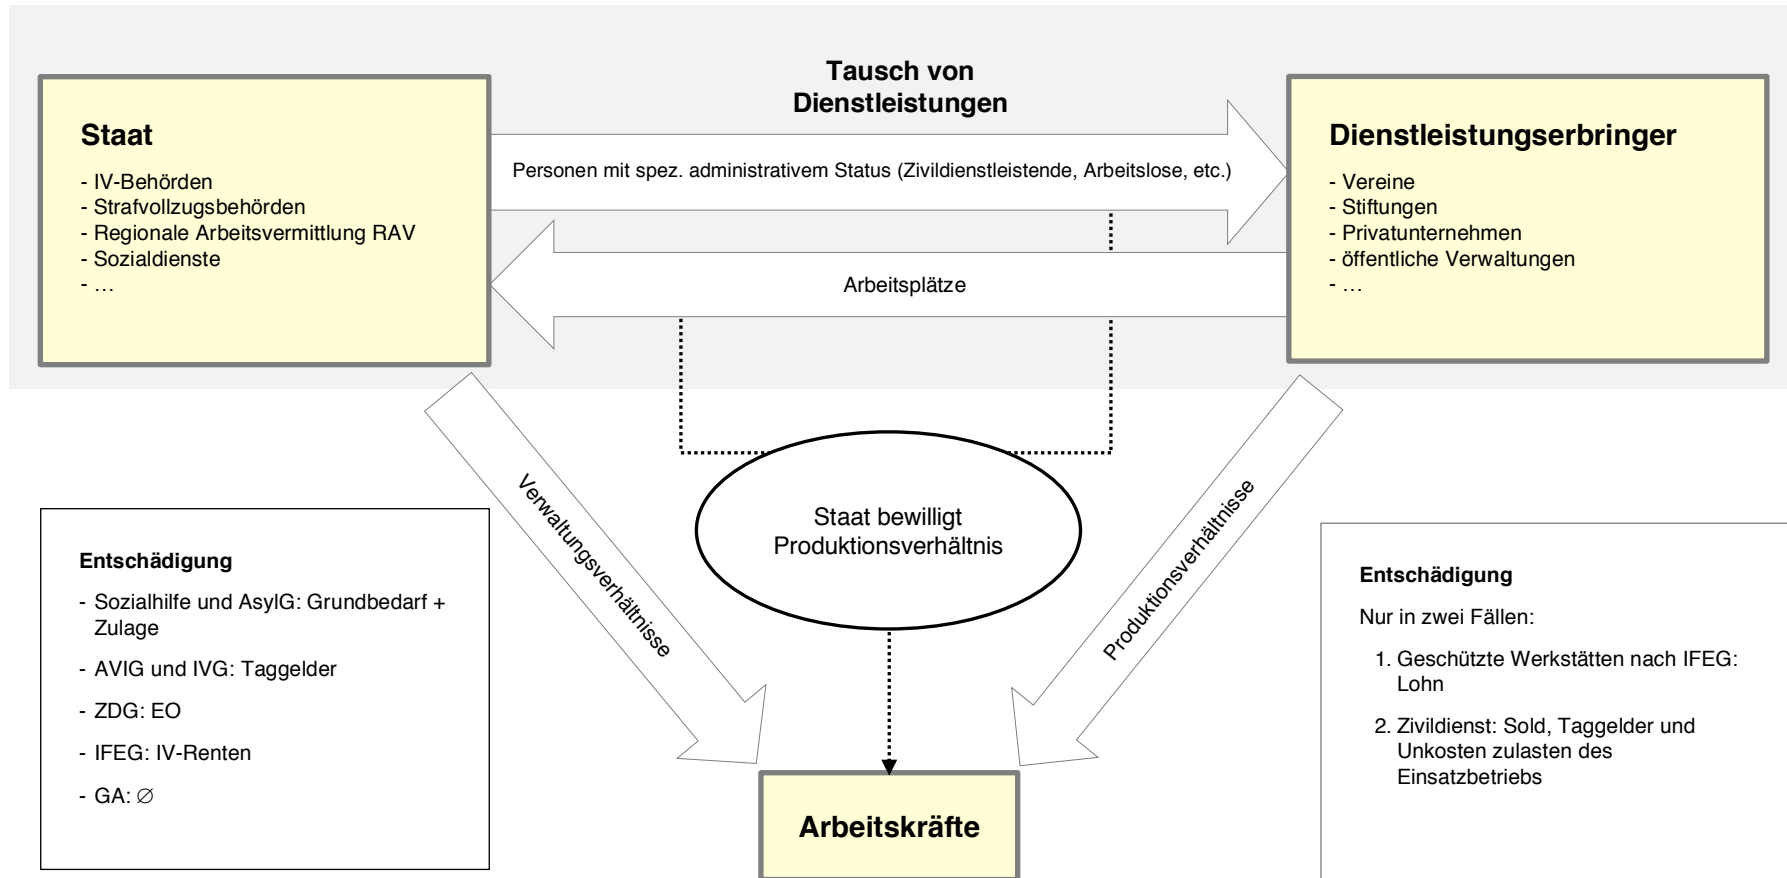 Tausch von
Dienstleistungen
Staat
- IV-Behörden
- Strafvollzugsbehörden
- Regionale Arbeitsvermittlung RAV
- Sozialdienste
- …
Personen mit spez. administrativem Status (Zivildienstleistende, Arbeitslose, etc.)
Arbeitsplätze
Dienstleistungserbringer
- Vereine
- Stiftungen
- Privatunternehmen
- öffentliche Verwaltungen
- …
Verwaltungsverhältnisse
Staat bewilligt
Produktionsverhältnis
Produktionsverhältnisse
Entschädigung
- Sozialhilfe und AsylG: Grundbedarf +
Zulage
- AVIG und IVG: Taggelder
- ZDG: EO
- IFEG: IV-Renten
- GA: ∅
Entschädigung
Nur in zwei Fällen:
1. Geschützte Werkstätten nach IFEG:
Lohn
2. Zivildienst: Sold, Taggelder und
Unkosten zulasten des
Einsatzbetriebs
Arbeitskräfte